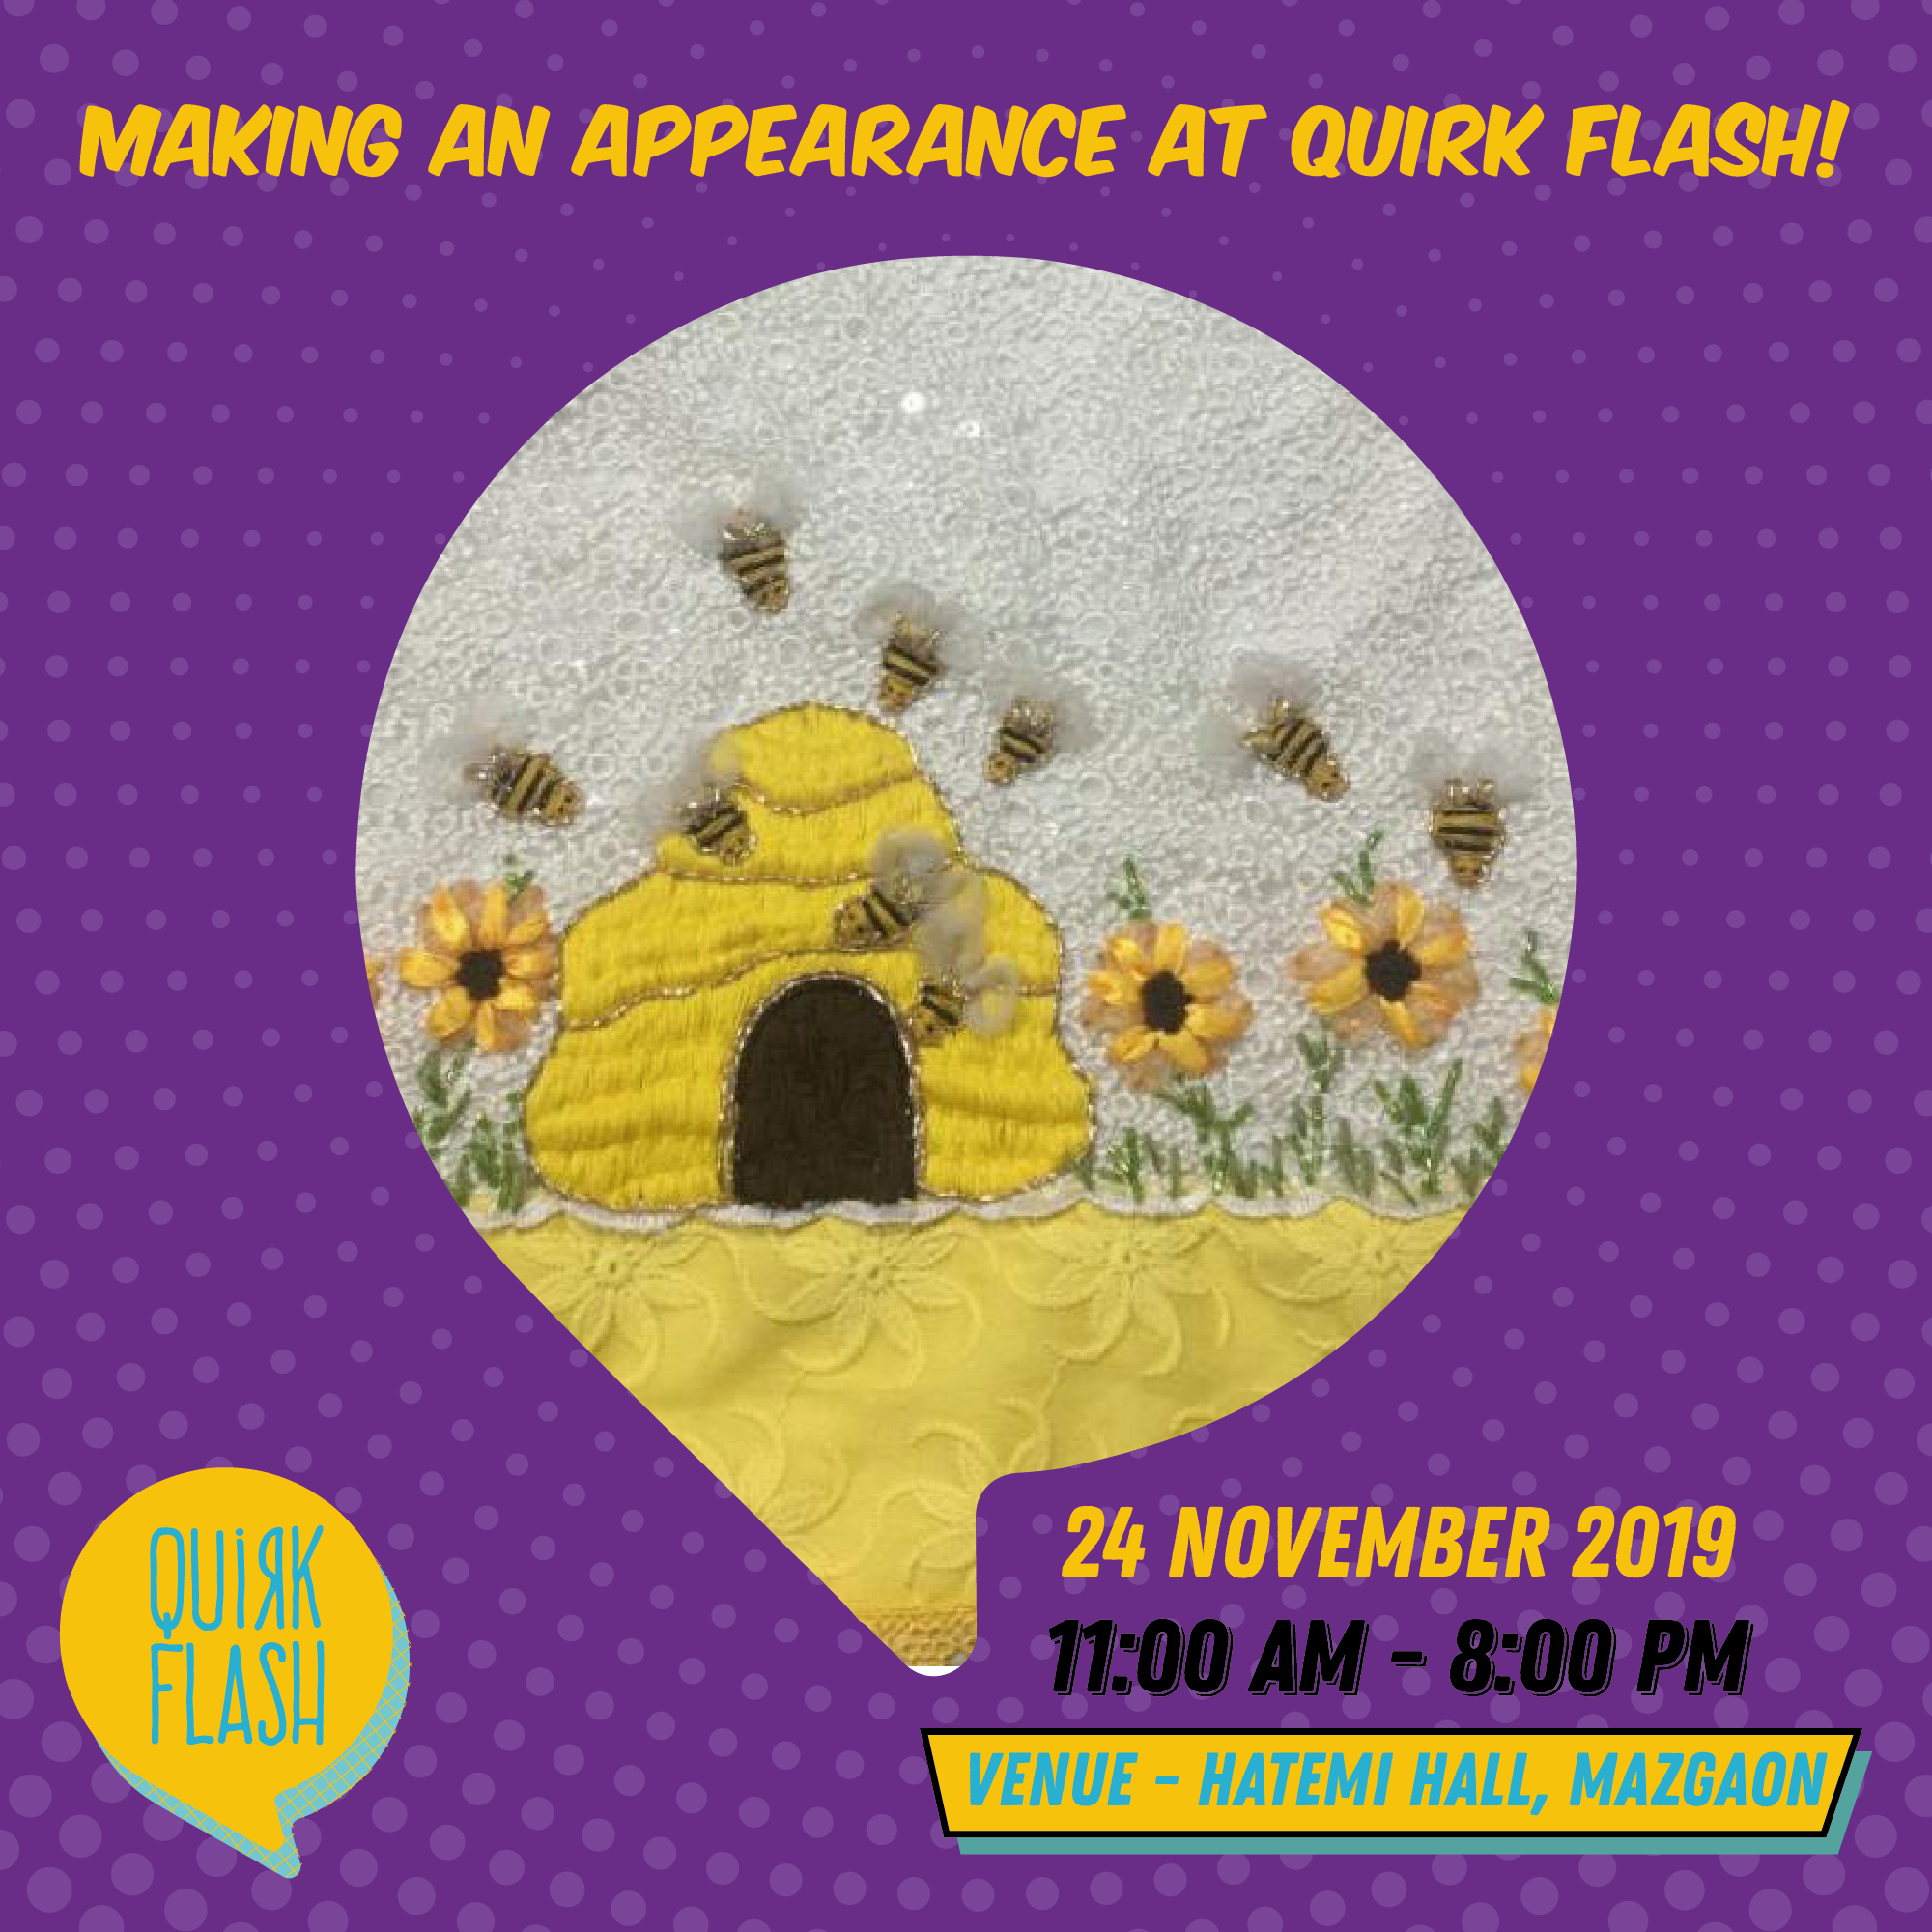 MAKING AN APPEARANCE AT QUIRK FLASH!
24 NOVEMBER 2019
11:00 AM - 8:00 PM
VENUE - HATEMI HALL, MAZGAON
QUIRK
FLASH